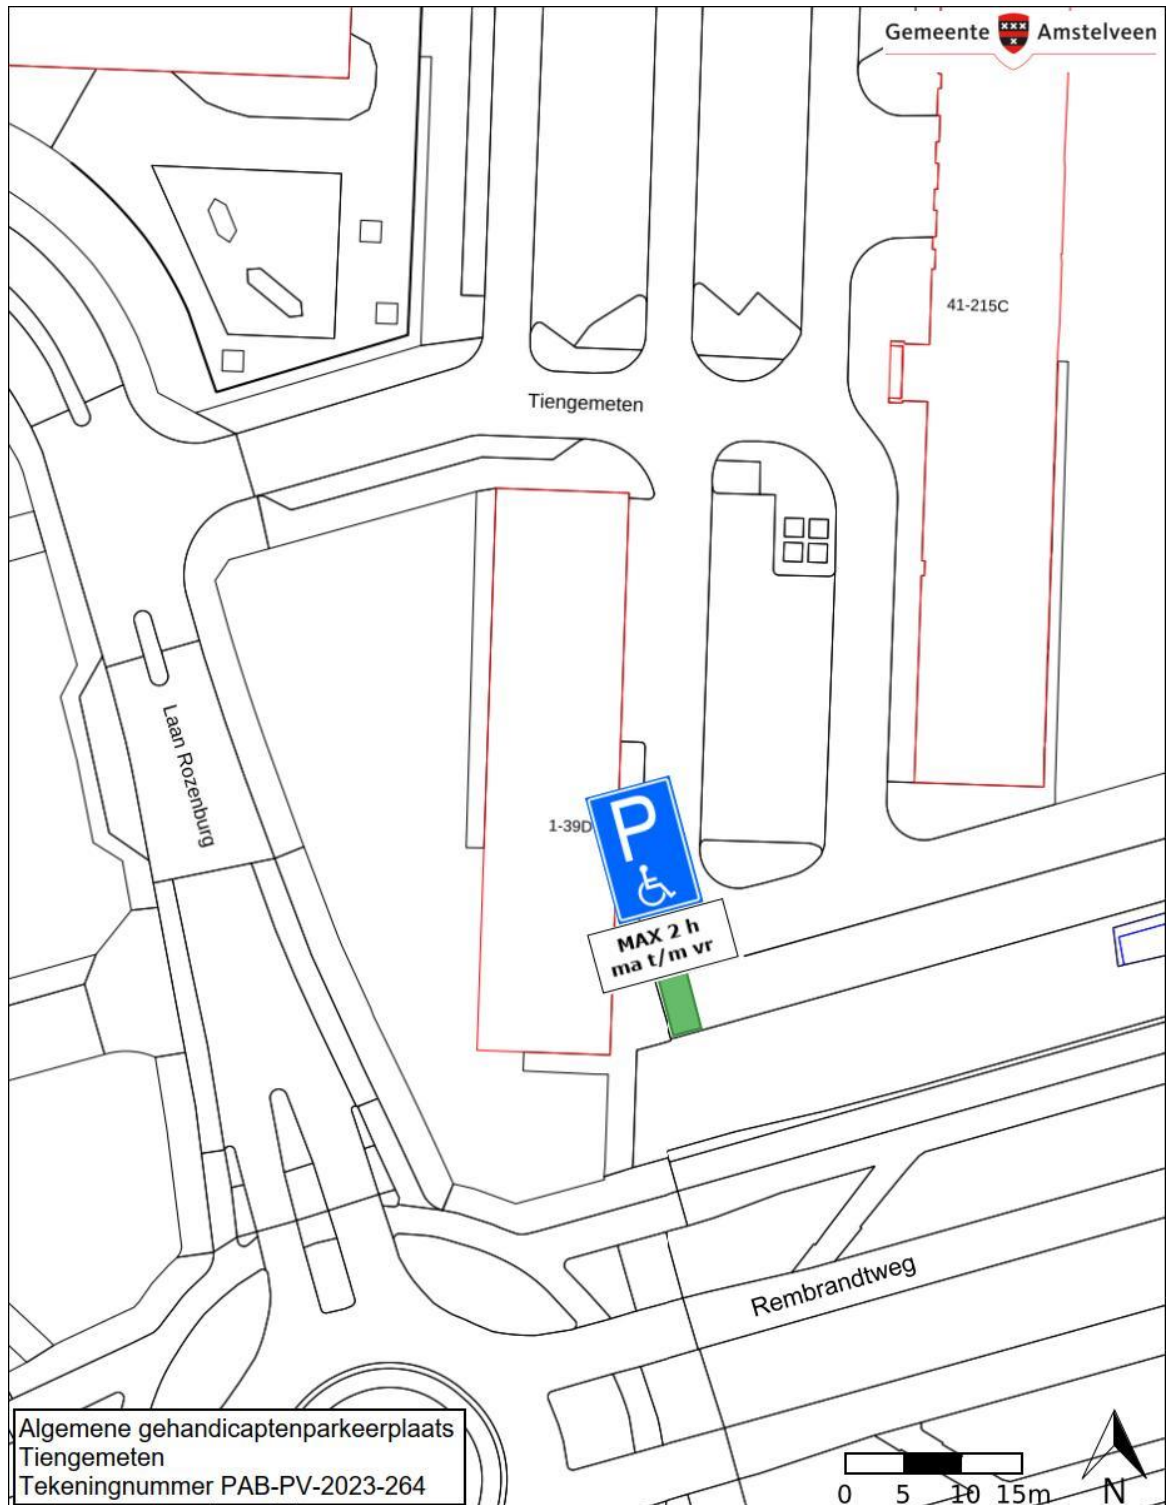 Gemeente Amstelveen
41-215C
Tiengemeten
Laan Rozenburg
1-39D
P
MAX 2 h
ma t/m vr
Rembrandtweg
Algemene gehandicaptenparkeerplaats
Tiengemeten
Tekeningnummer PAB-PV-2023-264
0 5 10 15m
N